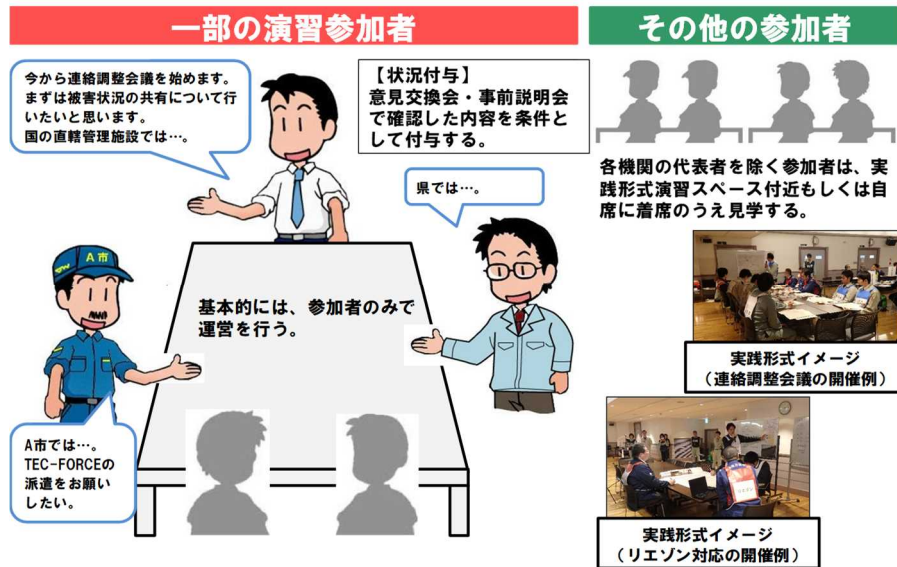 一部の演習参加者
その他の参加者
今から連絡調整会議を始めます。
まずは被害状況の共有について行
いたいと思います。
国の直轄管理施設では…。
【状況付与】
意見交換会・事前説明会
で確認した内容を条件と
して付与する。
県では…。
A市
基本的には、参加者のみで
運営を行う。
A市では…。
TEC-FORCEの
派遣をお願い
したい。
各機関の代表者を除く参加者は、実
践形式演習スペース付近もしくは自
席に着席のうえ見学する。
実践形式イメージ
（連絡調整会議の開催例）
実践形式イメージ
（リエゾン対応の開催例）